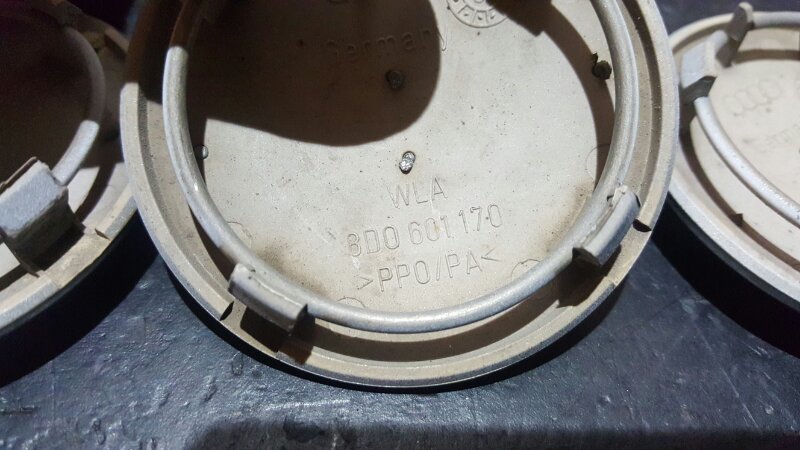 Germany
WLA
8D0 601 170
>PPO/PA<